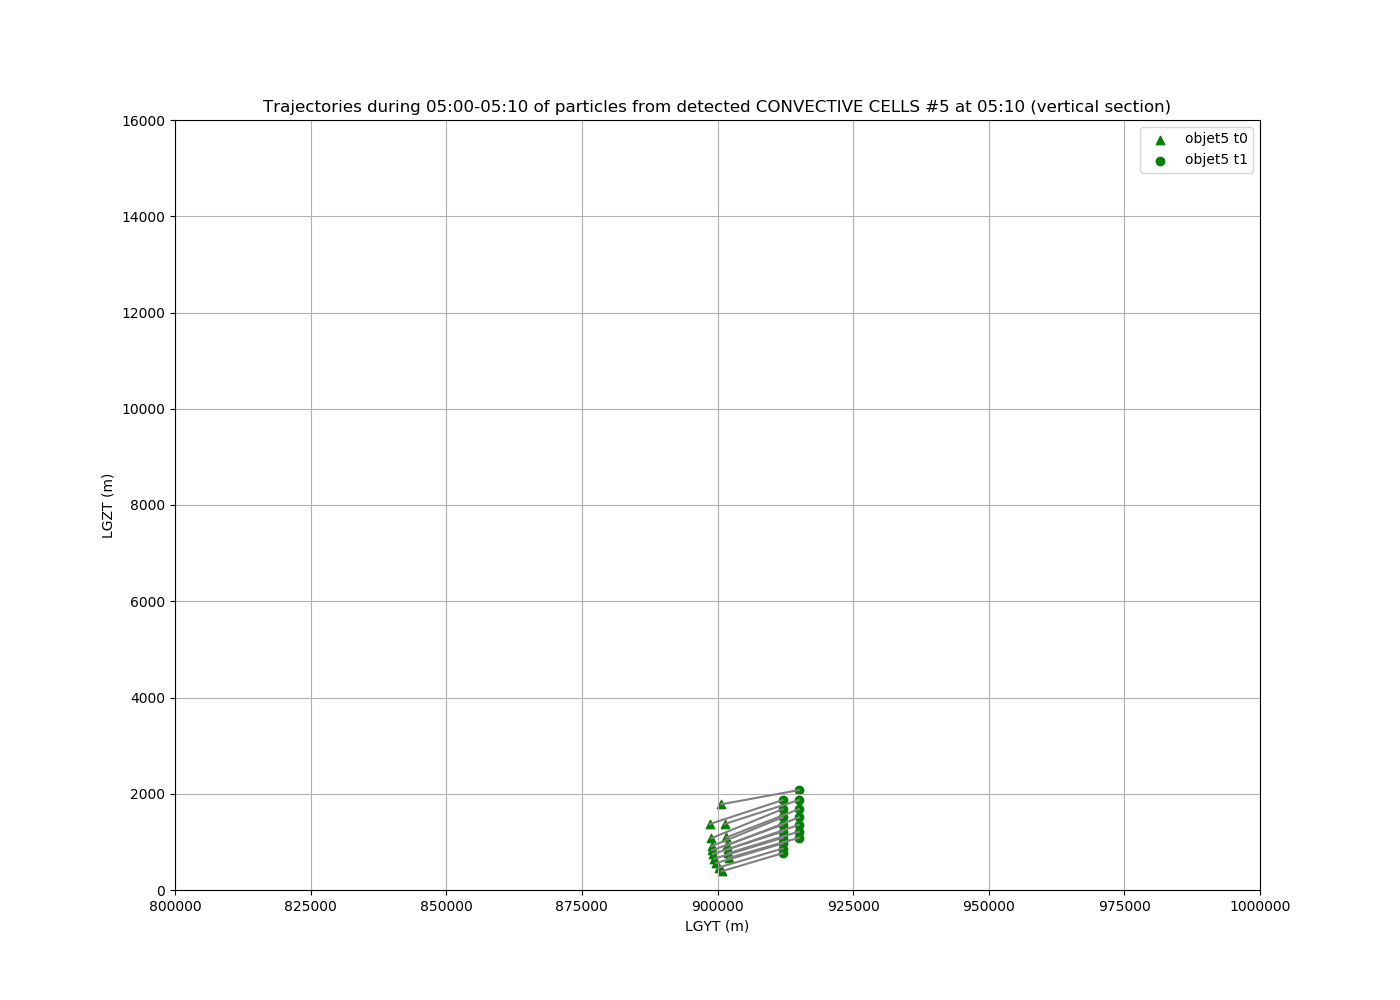 Trajectories during 05:00-05:10 of particles from detected CONVECTIVE CELLS #5 at 05:10 (vertical section)
objet5 t0
objet5 t1
16000
14000
12000
10000
8000
6000
4000
2000
0
LGZT (m)
800000 825000 850000 875000 900000 925000 950000 975000 1000000
LGYT (m)